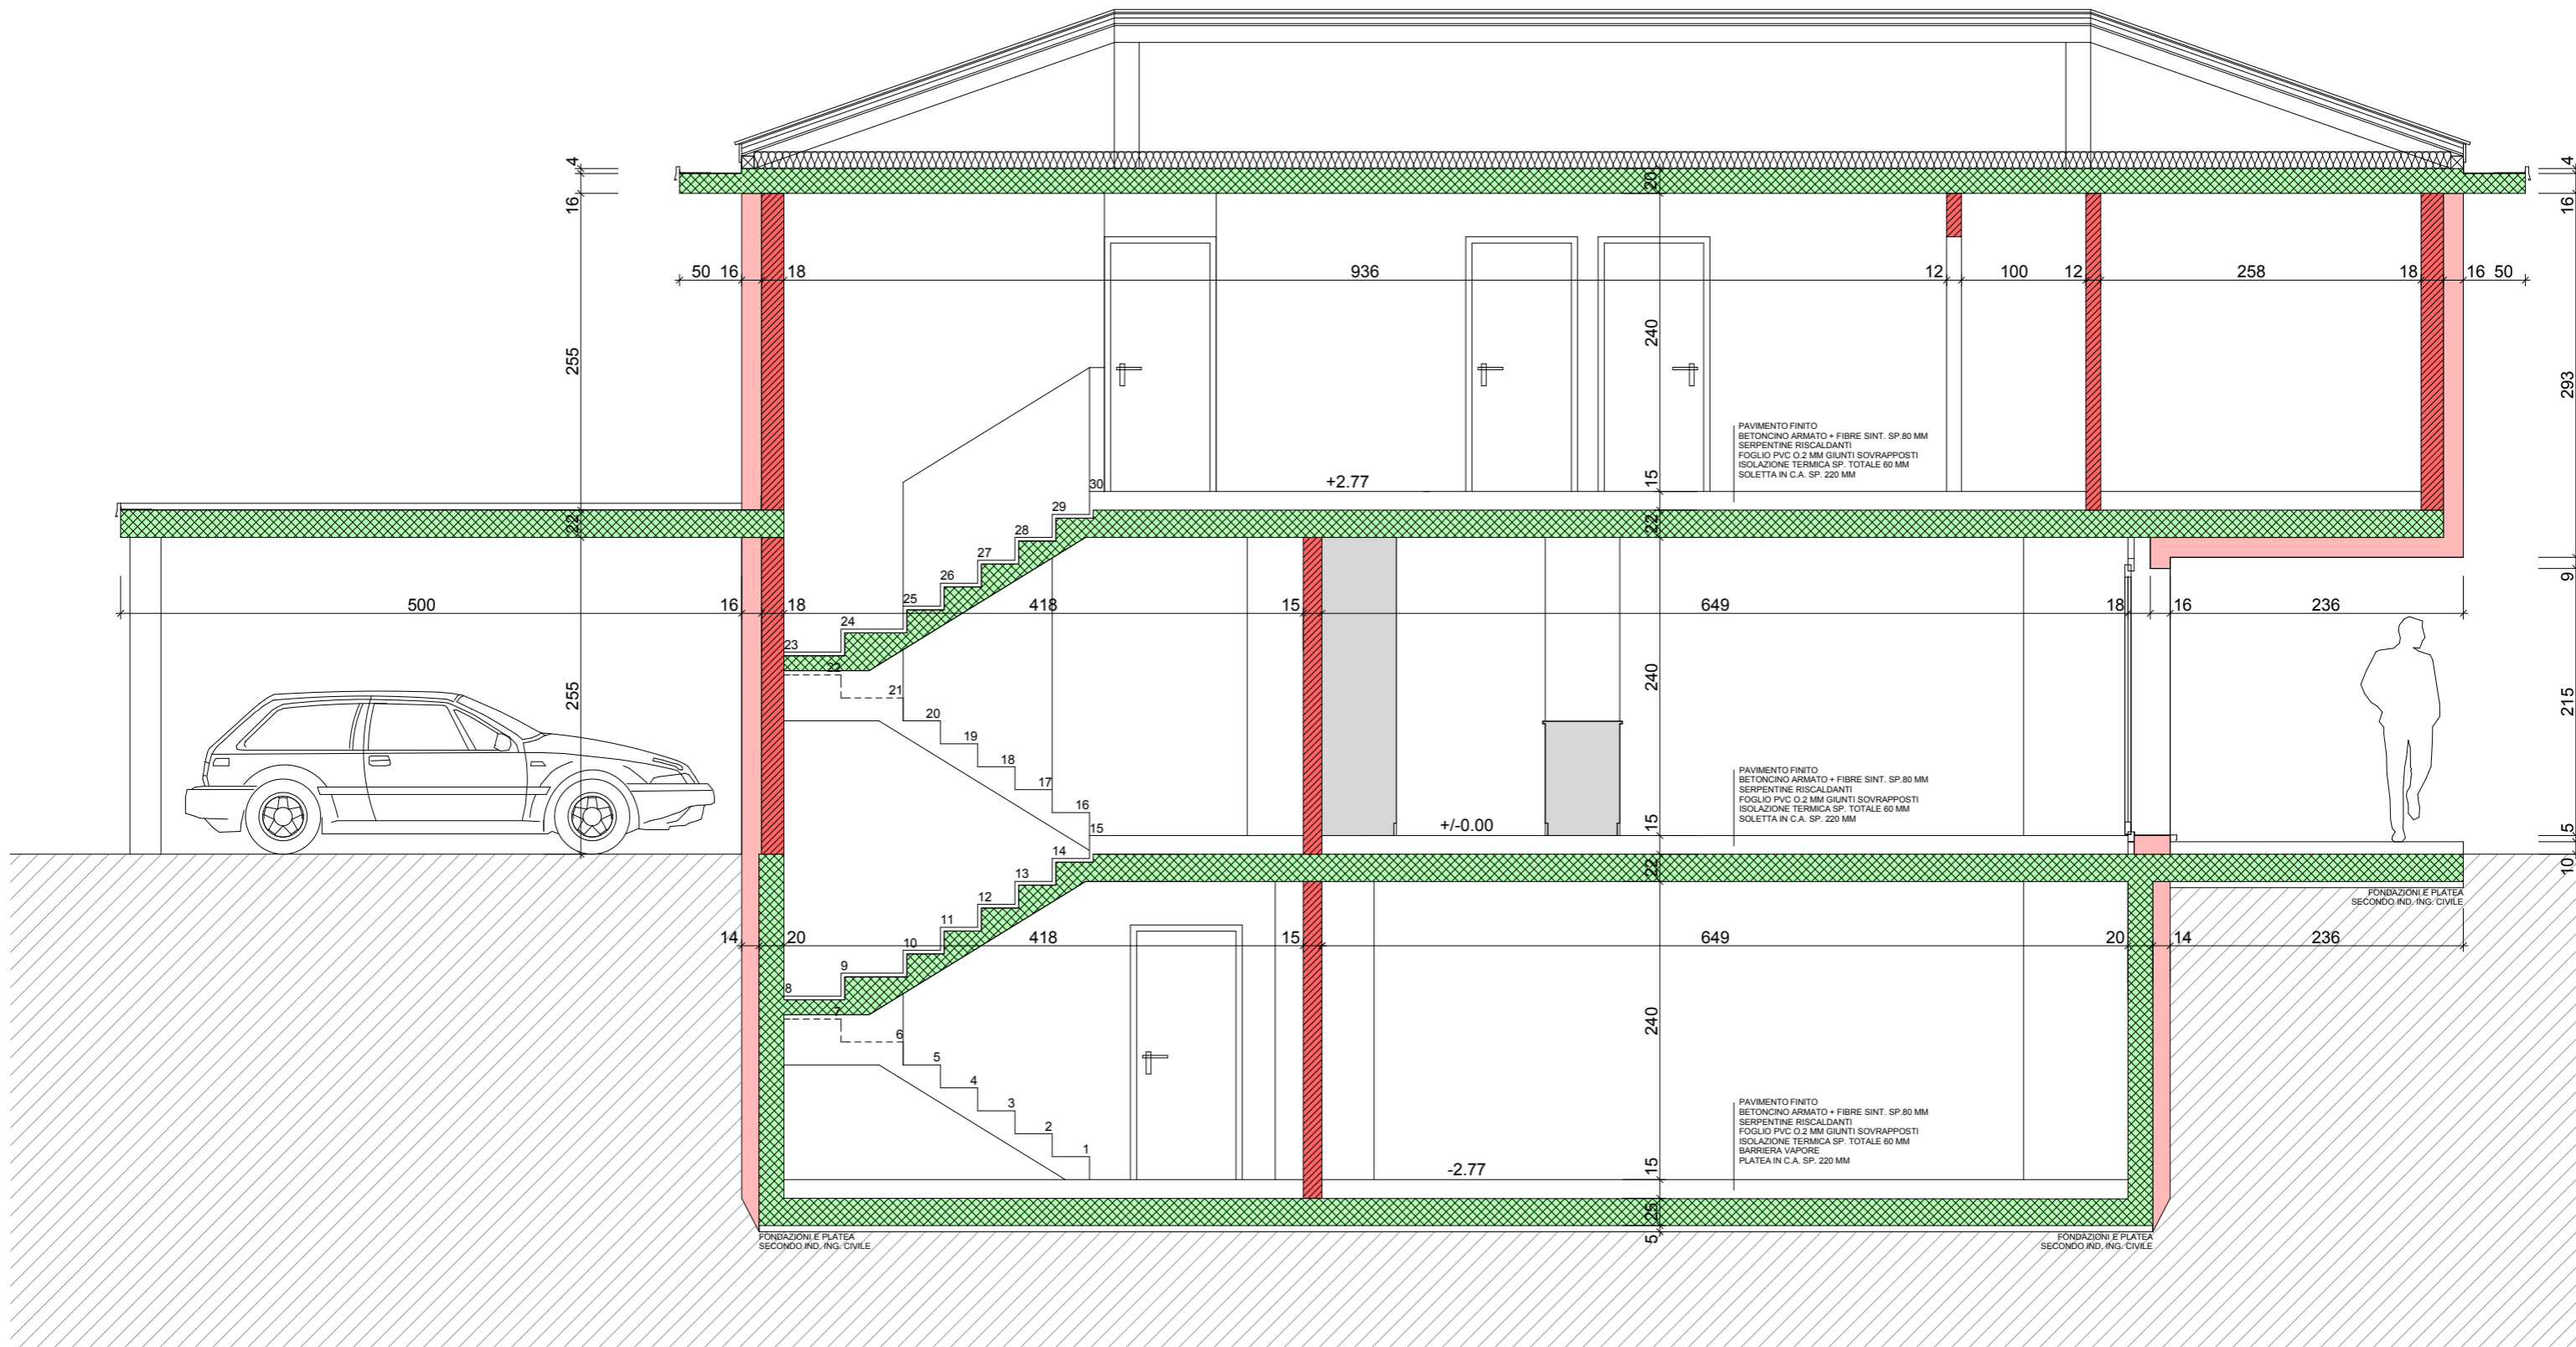 4
4
16
20
16
50 16 18 936 12 100 12 258 18 16 50
255
240
293
PAVIMENTO FINITO
BETONCINO ARMATO + FIBRE SINT. SP.80 MM
SERPENTINE RISCALDANTI
FOGLIO PVC O.2 MM GIUNTI SOVRAPPOSTI
ISOLAZIONE TERMICA SP. TOTALE 60 MM
SOLETTA IN C.A. SP. 220 MM
+2.77
15
30
29
22
22
28
27
26
9
25
500 16 18 418 15 649 18 16 236
24
23
22
21
255
240
215
20
19
18
17
16
PAVIMENTO FINITO
BETONCINO ARMATO + FIBRE SINT. SP.80 MM
SERPENTINE RISCALDANTI
FOGLIO PVC O.2 MM GIUNTI SOVRAPPOSTI
ISOLAZIONE TERMICA SP. TOTALE 60 MM
SOLETTA IN C.A. SP. 220 MM
+/-0.00
15
15
5
14
22
10
13
12
FONDAZIONI E PLATEA
SECONDO IND. ING. CIVILE
11
14 20 418 15 649 20 14 236
10
9
8
7
6
240
5
4
3
2
1
PAVIMENTO FINITO
BETONCINO ARMATO + FIBRE SINT. SP.80 MM
SERPENTINE RISCALDANTI
FOGLIO PVC O.2 MM GIUNTI SOVRAPPOSTI
ISOLAZIONE TERMICA SP. TOTALE 60 MM
BARRIERA VAPORE
PLATEA IN C.A. SP. 220 MM
-2.77
15
25
5
FONDAZIONI E PLATEA
SECONDO IND. ING. CIVILE
FONDAZIONI E PLATEA
SECONDO IND. ING. CIVILE